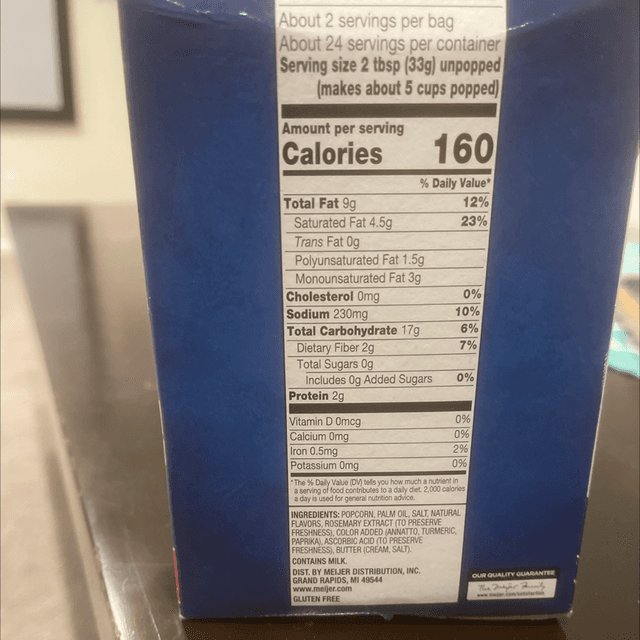 About 2 servings per bag
About 24 servings per container
Serving size 2 tbsp (33g) unpopped
(makes about 5 cups popped)
Amount per serving
Calories 160
% Daily Value*
Total Fat 9g 12%
Saturated Fat 4.5g 23%
Trans Fat 0g
Polyunsaturated Fat 1.5g
Monounsaturated Fat 3g
Cholesterol 0mg 0%
Sodium 230mg 10%
Total Carbohydrate 17g 6%
Dietary Fiber 2g 7%
Total Sugars 0g
Includes 0g Added Sugars 0%
Protein 2g
Vitamin D 0mcg 0%
Calcium 0mg 0%
Iron 0.5mg 2%
Potassium 0mg 0%
*The % Daily Value (DV) tells you how much a nutrient in
a serving of food contributes to a daily diet. 2,000 calories
a day is used for general nutrition advice.
INGREDIENTS: POPCORN, PALM OIL, SALT, NATURAL
FLAVORS, ROSEMARY EXTRACT (TO PRESERVE
FRESHNESS), COLOR ADDED (ANNATTO, TURMERIC,
PAPRIKA), ASCORBIC ACID (TO PRESERVE
FRESHNESS), BUTTER (CREAM, SALT).
CONTAINS MILK.
DIST. BY MEIJER DISTRIBUTION, INC.
GRAND RAPIDS, MI 49544
www.meijer.com
GLUTEN FREE
OUR QUALITY GUARANTEE
The Meijer Family
www.meijer.com/satisfaction